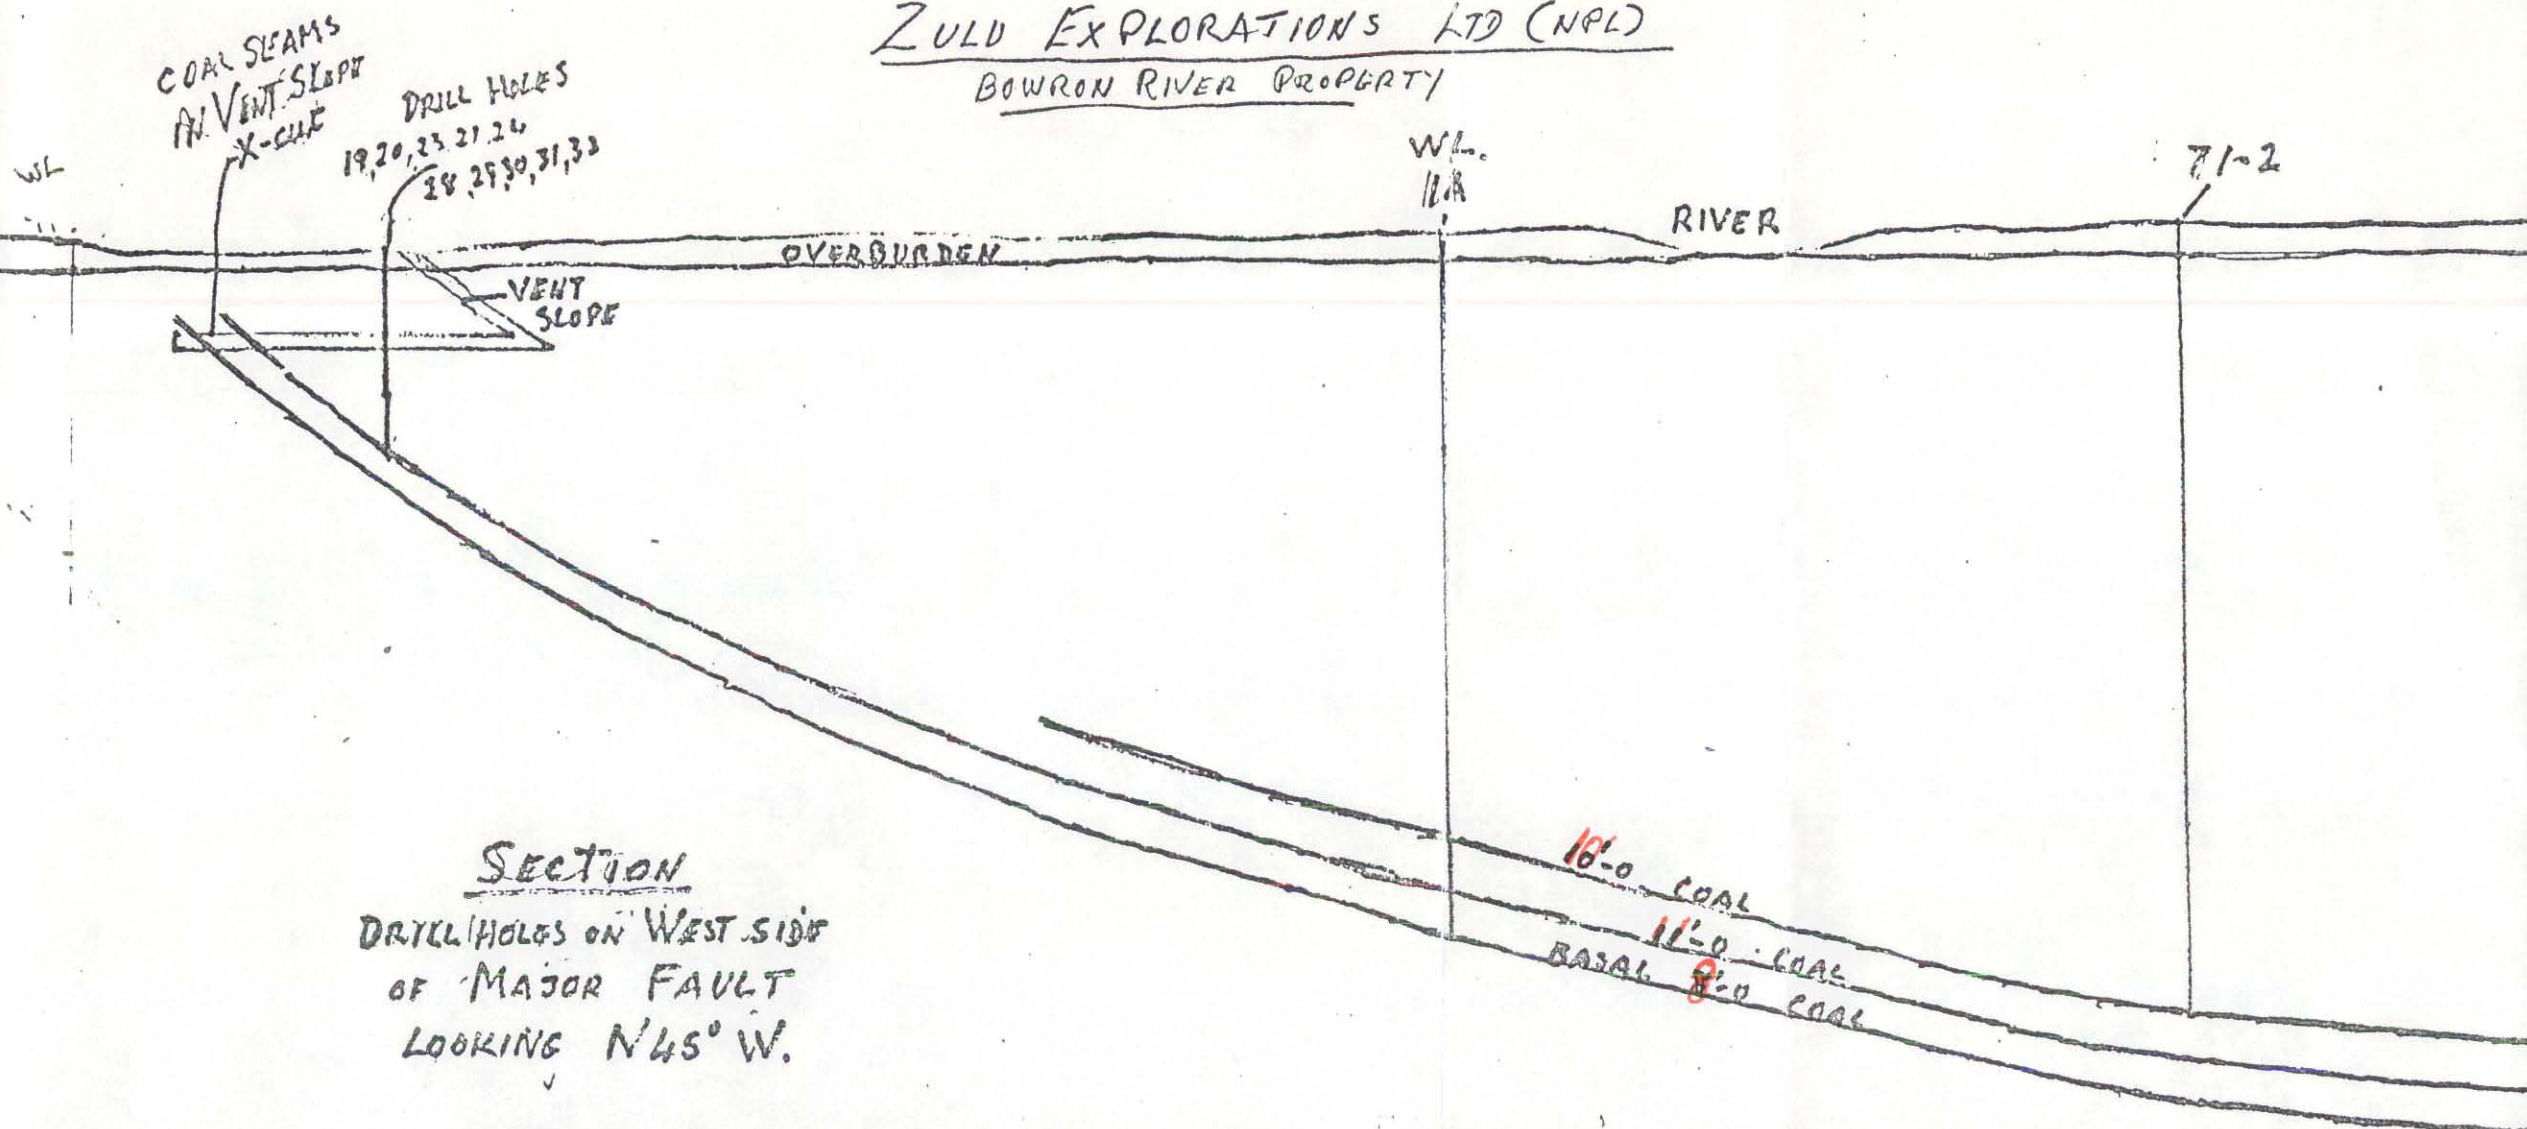 ZULU EXPLORATIONS LTD (NPL)
BOWRON RIVER PROPERTY
COAL SEAMS
IN VENT SLOPE
X-CUT
DRILL HOLES
19,20,23.21.24
28,29,30,31,33
WL
WL.
11A
71-2
RIVER
OVERBURDEN
VENT
SLOPE
10'-0 COAL
11'-0 COAL
BASAL 8'-0 COAL
SECTION
DRILL HOLES ON WEST SIDE
OF MAJOR FAULT
LOOKING N45° W.